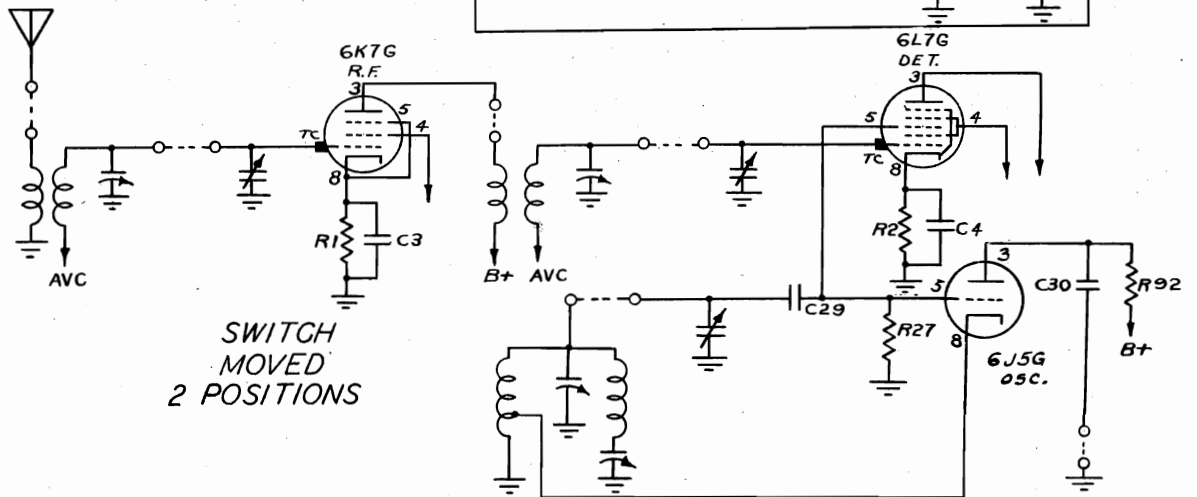 6K7G
R.F.
3
5
4
TC
8
R1
C3
AVC
B+
AVC
6L7G
DET.
3
5
4
TC
8
R2
C4
3
5
8
C29
R27
C30
R92
B+
6J5G
OSC.
SWITCH
MOVED
2 POSITIONS